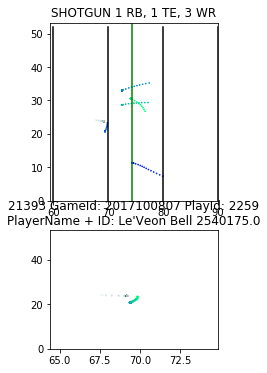 SHOTGUN 1 RB, 1 TE, 3 WR
50
40
30
20
10
0
60 70 80 90
21393 GameId: 2017100807 PlayId: 2259
PlayerName + ID: Le'Veon Bell 2540175.0
40
20
0
65.0 67.5 70.0 72.5